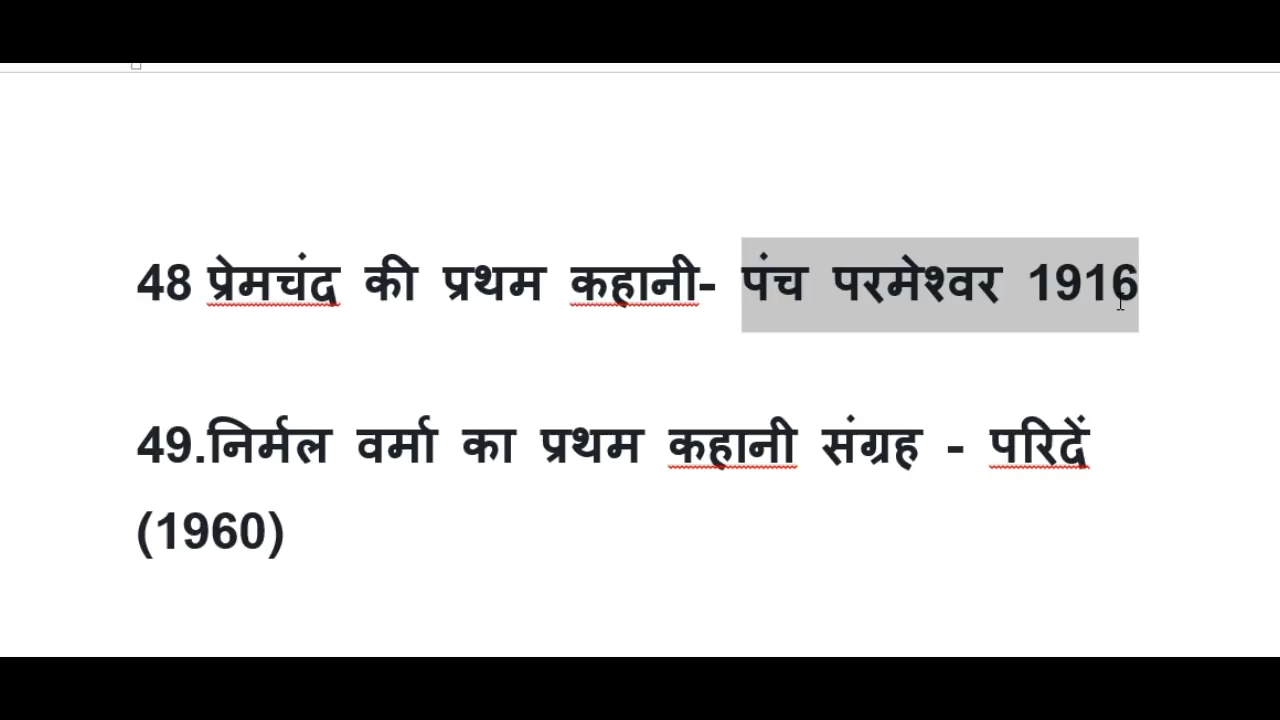 48 प्रेमचंद की प्रथम कहानी- पंच परमेश्वर 1916
49.निर्मल वर्मा का प्रथम कहानी संग्रह - परिदें
(1960)